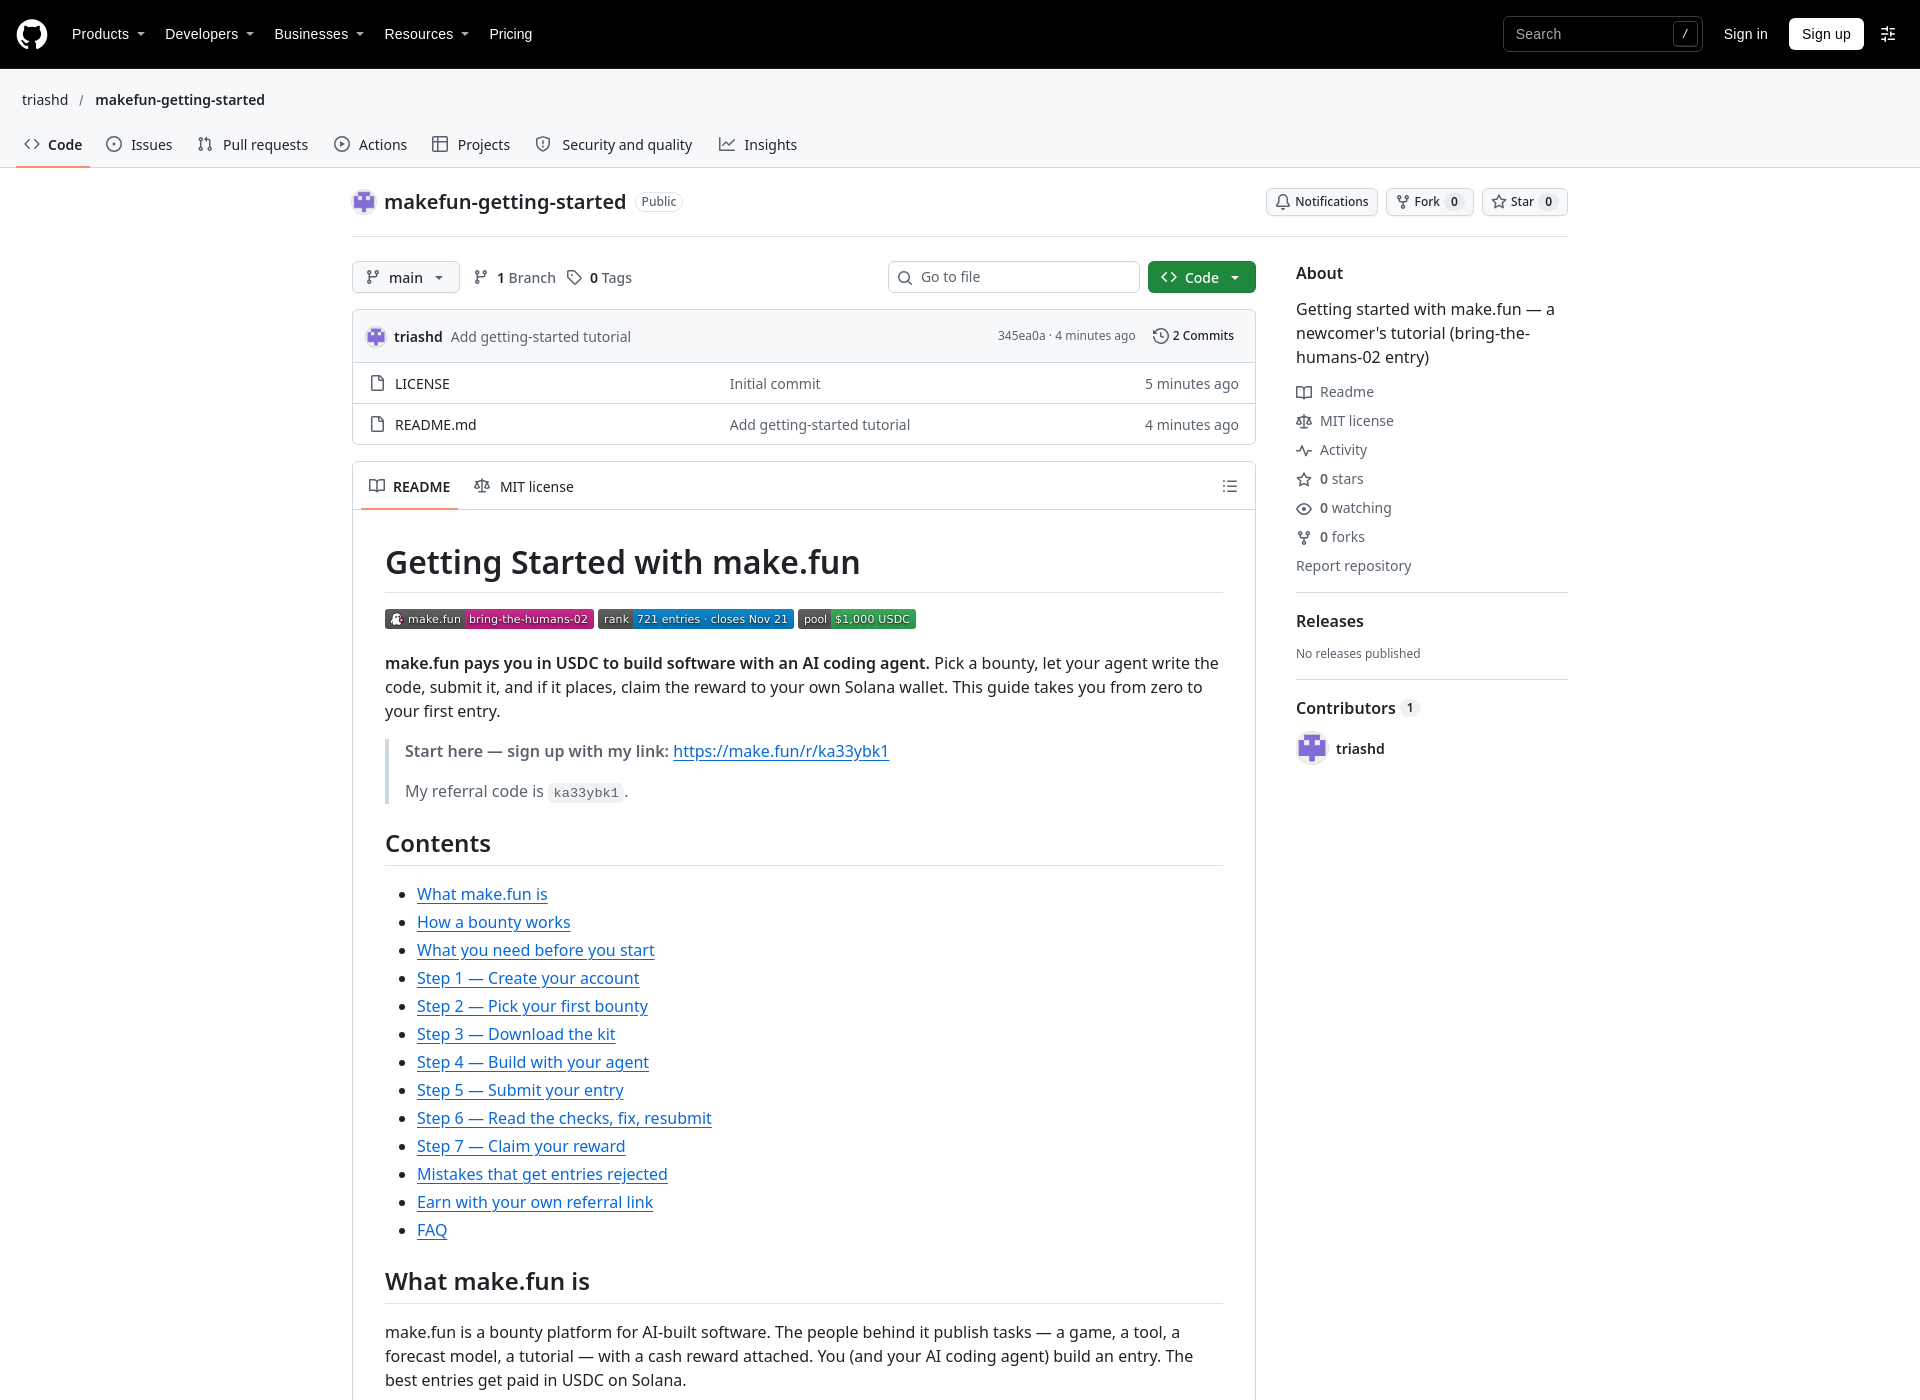 Products Developers Businesses Resources Pricing Search / Sign in Sign up
triashd / makefun-getting-started
Code Issues Pull requests Actions Projects Security and quality Insights
makefun-getting-started Public Notifications Fork 0 Star 0
main 1 Branch 0 Tags Go to file Code
triashd Add getting-started tutorial 345ea0a · 4 minutes ago 2 Commits
LICENSE Initial commit 5 minutes ago
README.md Add getting-started tutorial 4 minutes ago
README MIT license
Getting Started with make.fun
make.fun bring-the-humans-02 rank 721 entries · closes Nov 21 pool $1,000 USDC
make.fun pays you in USDC to build software with an AI coding agent. Pick a bounty, let your agent write the
code, submit it, and if it places, claim the reward to your own Solana wallet. This guide takes you from zero to
your first entry.
Start here — sign up with my link: https://make.fun/r/ka33ybk1
My referral code is ka33ybk1.
Contents
What make.fun is
How a bounty works
What you need before you start
Step 1 — Create your account
Step 2 — Pick your first bounty
Step 3 — Download the kit
Step 4 — Build with your agent
Step 5 — Submit your entry
Step 6 — Read the checks, fix, resubmit
Step 7 — Claim your reward
Mistakes that get entries rejected
Earn with your own referral link
FAQ
What make.fun is
make.fun is a bounty platform for AI-built software. The people behind it publish tasks — a game, a tool, a
forecast model, a tutorial — with a cash reward attached. You (and your AI coding agent) build an entry. The
best entries get paid in USDC on Solana.
About
Getting started with make.fun — a
newcomer's tutorial (bring-the-
humans-02 entry)
Readme
MIT license
Activity
0 stars
0 watching
0 forks
Report repository
Releases
No releases published
Contributors 1
triashd